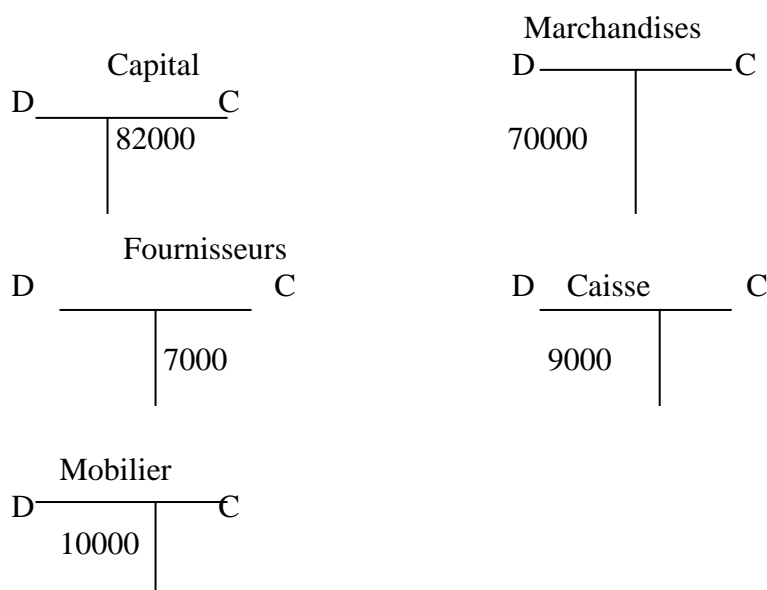 Capital
D C
82000
Marchandises
D C
70000
Fournisseurs
D C
7000
D Caisse C
9000
Mobilier
D C
10000